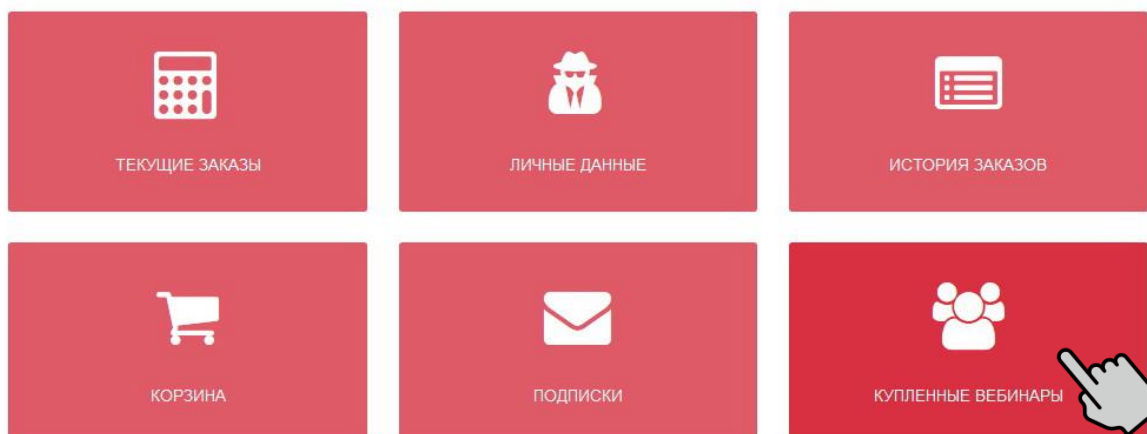 ТЕКУЩИЕ ЗАКАЗЫ
ЛИЧНЫЕ ДАННЫЕ
ИСТОРИЯ ЗАКАЗОВ
КОРЗИНА
ПОДПИСКИ
КУПЛЕННЫЕ ВЕБИНАРЫ